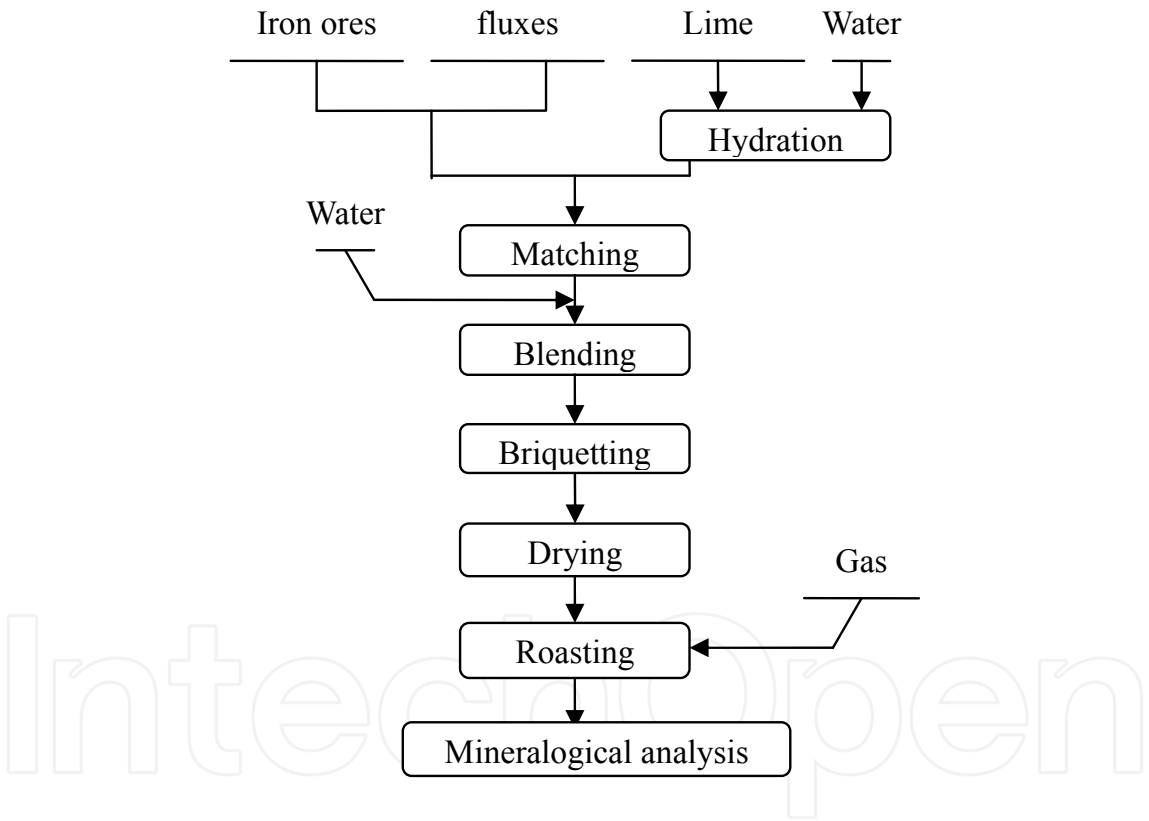 Iron ores fluxes Lime Water
Hydration
Water
Matching
Blending
Briquetting
Drying
Gas
Roasting
Mineralogical analysis
IntechOpen